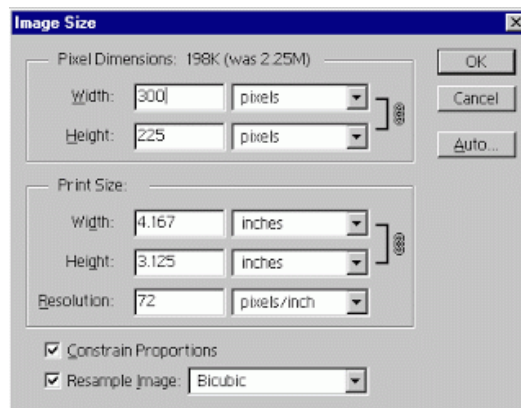 Image Size
Pixel Dimensions: 198K (was 2.25M)
Width: 300 pixels
Height: 225 pixels
OK
Cancel
Auto...
Print Size:
Width: 4.167 inches
Height: 3.125 inches
Resolution: 72 pixels/inch
Constrain Proportions
Resample Image: Bicubic